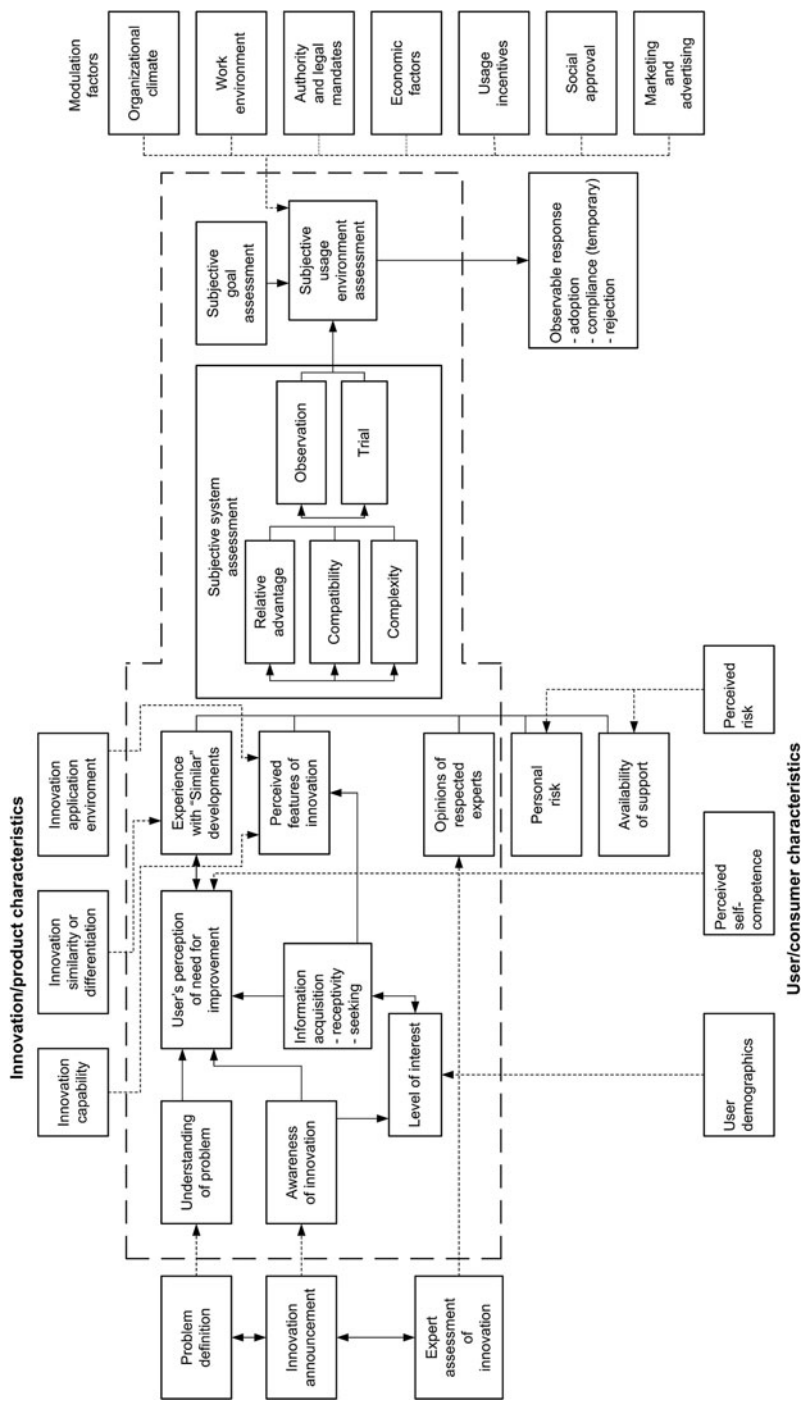 Innovation/product characteristics
Innovation
capability
Innovation
similarity or
differentiation
Innovation
application
enviroment
Modulation
factors
Organizational
climate
Work
environment
Authority
and legal
mandates
Economic
factors
Usage
incentives
Social
approval
Marketing
and
advertising
Problem
definition
Innovation
announcement
Expert
assessment
of
innovation
Understanding
of problem
Awareness
of innovation
User's perception
of need for
improvement
Information
acquisition
- receptivity
- seeking
Level of interest
Experience
with "Similar"
developments
Perceived
features of
innovation
Opinions of
respected
experts
Personal
risk
Availability
of support
Subjective system
assessment
Relative
advantage
Compatibility
Complexity
Observation
Trial
Subjective
goal
assessment
Subjective
usage
environment
assessment
Observable response
- adoption
- compliance (temporary)
- rejection
User
demographics
Perceived
self-
competence
Perceived
risk
User/consumer characteristics